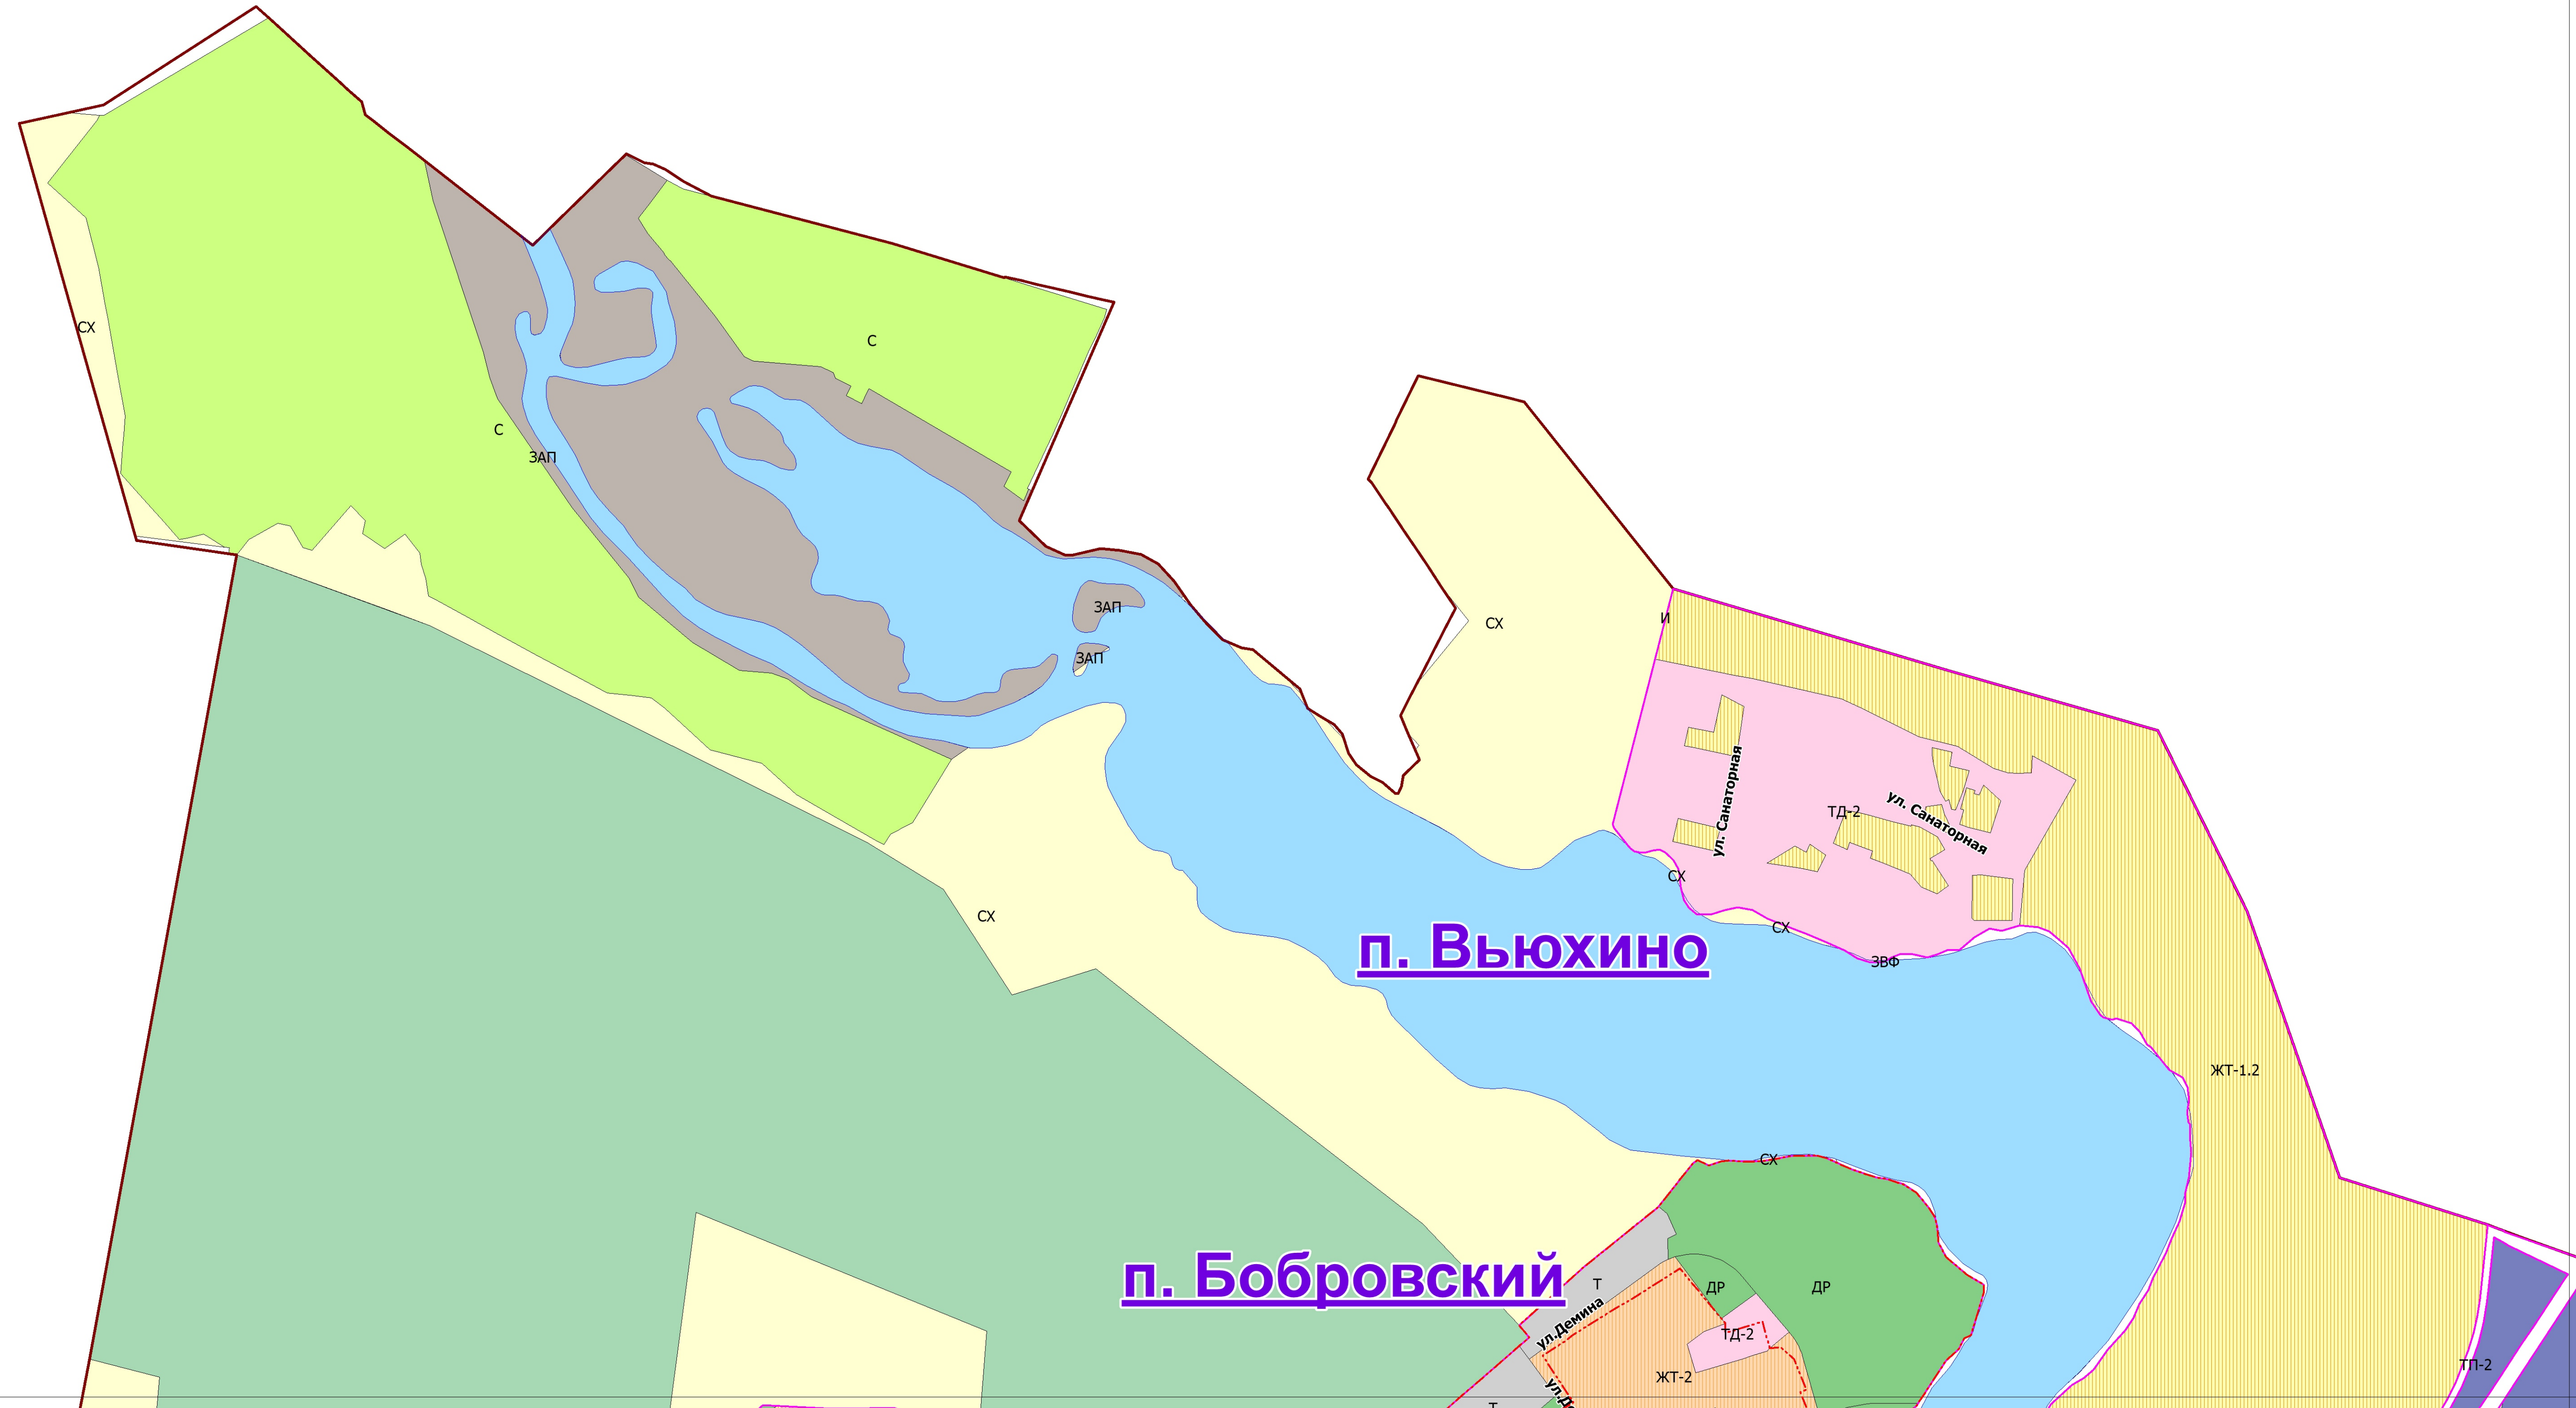 СХ
С
С
ЗАП
ЗАП
СХ
И
ЗАП
ул. Санаторная
ТД-2
ул. Санаторная
СХ
СХ
СХ
п. Вьюхино
ЗВФ
ЖТ-1.2
СХ
п. Бобровский
Т
ДР
ДР
ул.Демина
ТД-2
ТП-2
ЖТ-2